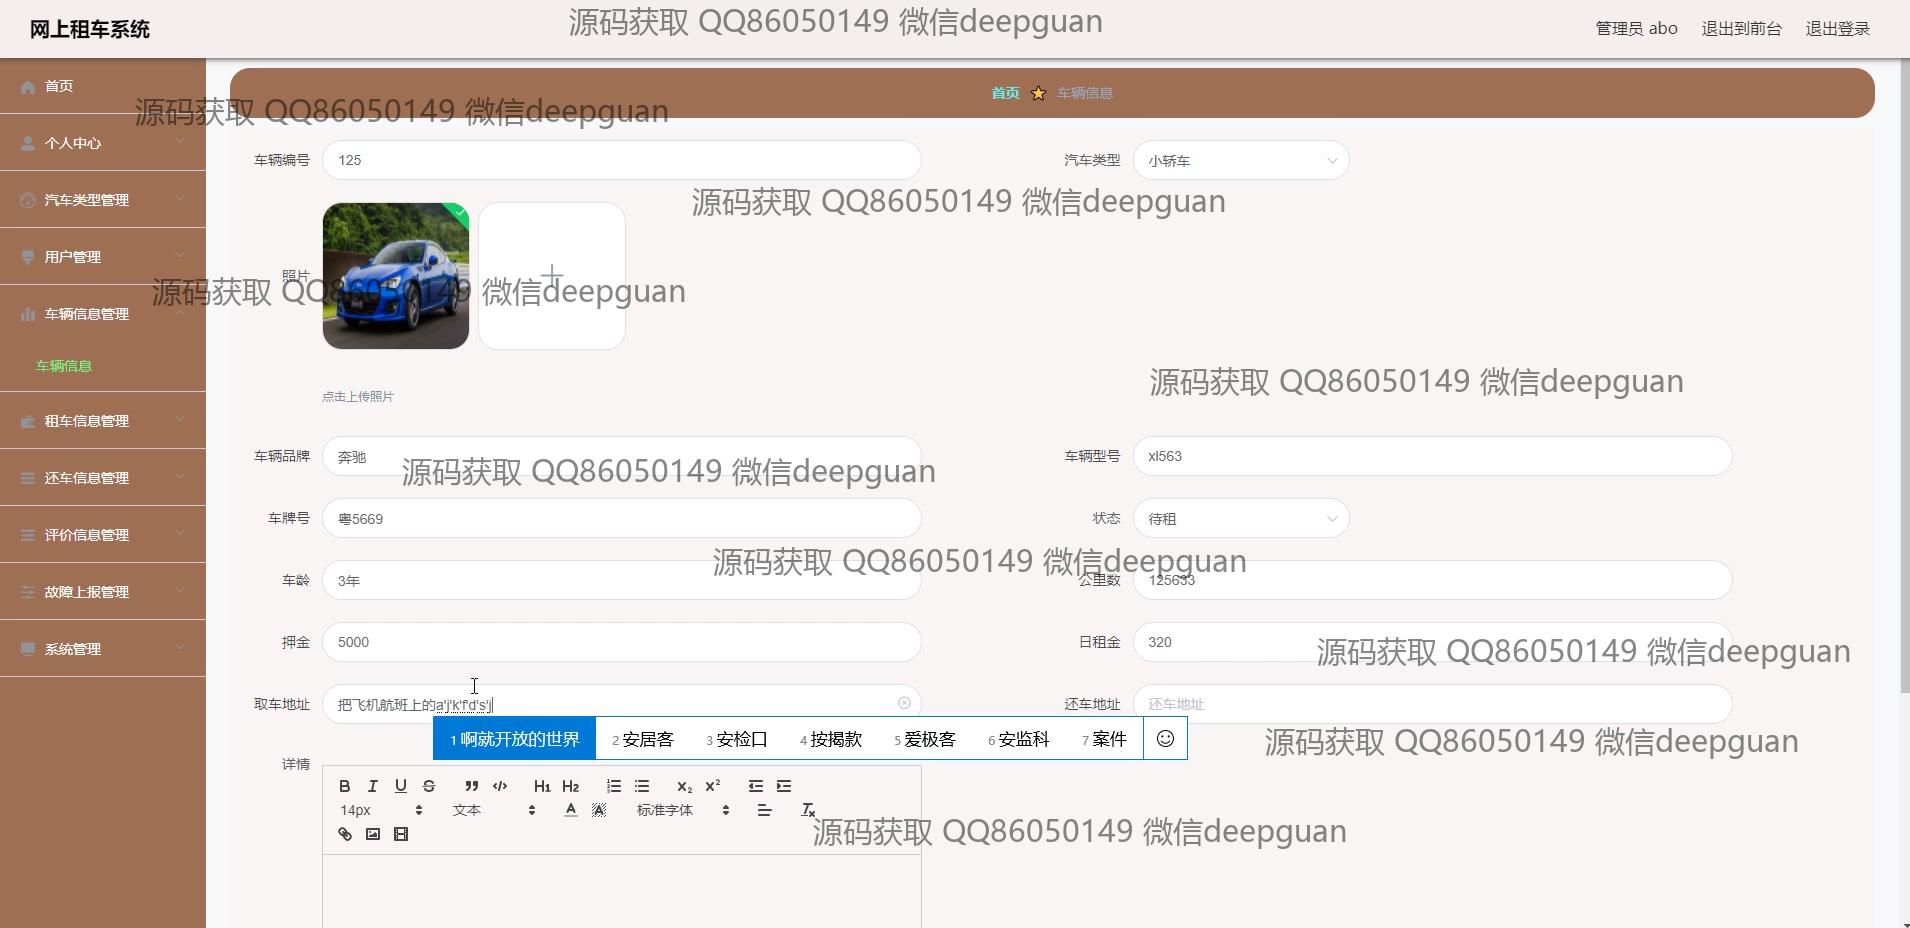 网上租车系统
源码获取 QQ86050149 微信deepguan
管理员 abo
退出到前台
退出登录
首页
个人中心
汽车类型管理
用户管理
车辆信息管理
车辆信息
租车信息管理
还车信息管理
评价信息管理
故障上报管理
系统管理
首页 车辆信息
源码获取 QQ86050149 微信deepguan
车辆编号 125
汽车类型 小轿车
源码获取 QQ86050149 微信deepguan
照片
源码获取 QQ86050149 微信deepguan
点击上传照片
源码获取 QQ86050149 微信deepguan
车辆品牌 奔驰
车辆型号 xl563
源码获取 QQ86050149 微信deepguan
车牌号 粤5669
状态 待租
源码获取 QQ86050149 微信deepguan
车龄 3年
公里数 125633
押金 5000
日租金 320
源码获取 QQ86050149 微信deepguan
取车地址 把飞机航班上的a'j'k'f'd's'j
还车地址 还车地址
1 啊就开放的世界 2 安居客 3 安检口 4 按揭款 5 爱极客 6 安监科 7 案件
源码获取 QQ86050149 微信deepguan
详情
B I U S H1 H2 x2 x2
14px 文本 A A 标准字体 Tx
源码获取 QQ86050149 微信deepguan